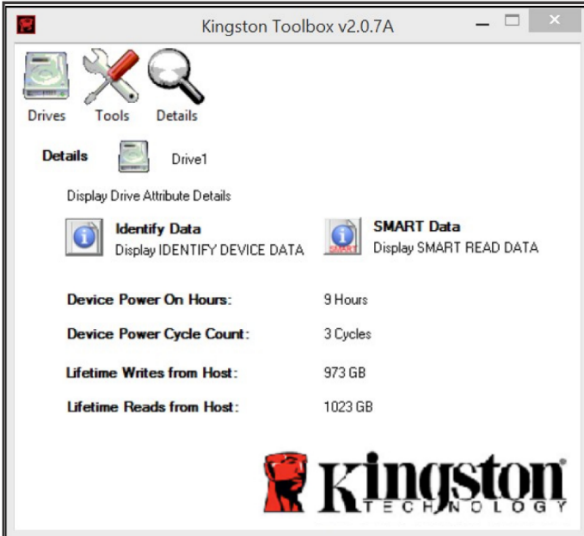 Kingston Toolbox v2.0.7A
Drives Tools Details
Details Drive1
Display Drive Attribute Details
Identify Data
Display IDENTIFY DEVICE DATA
SMART Data
Display SMART READ DATA
SMART
Device Power On Hours: 9 Hours
Device Power Cycle Count: 3 Cycles
Lifetime Writes from Host: 973 GB
Lifetime Reads from Host: 1023 GB
Kingston
TECHNOLOGY